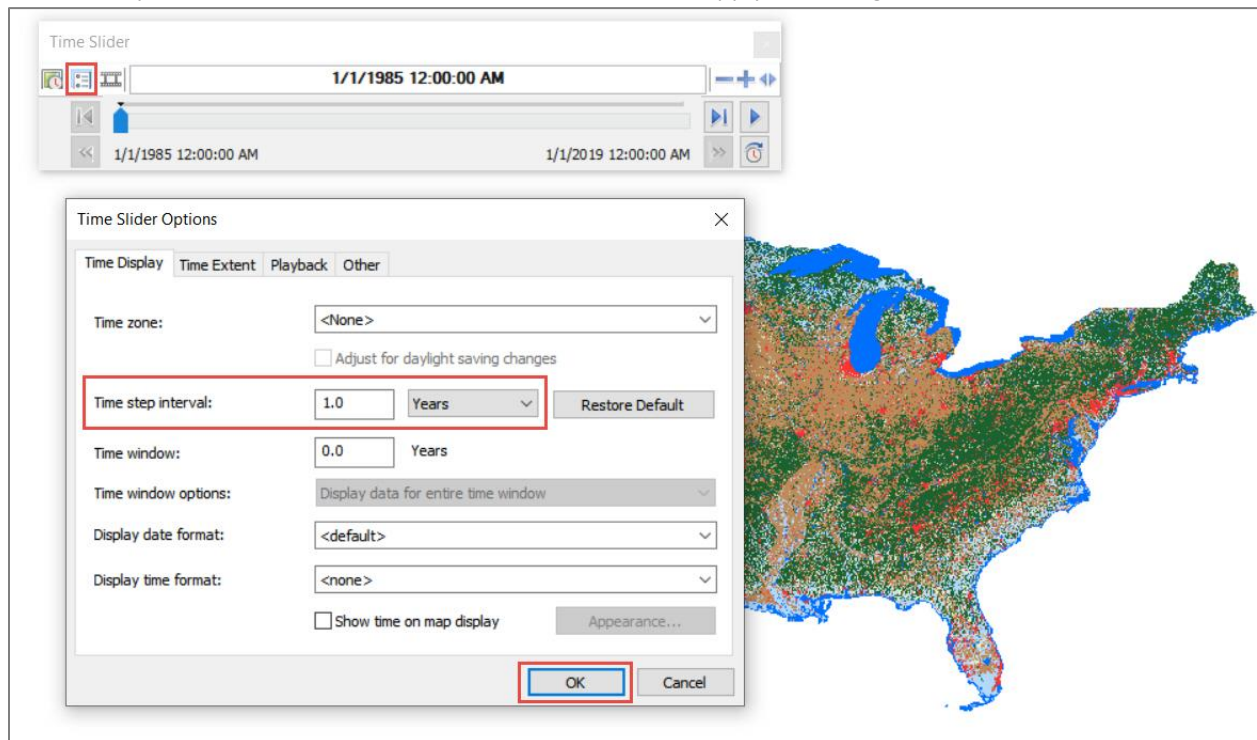 Time Slider
1/1/1985 12:00:00 AM
1/1/1985 12:00:00 AM 1/1/2019 12:00:00 AM
Time Slider Options
Time Display Time Extent Playback Other
Time zone: <None>
Adjust for daylight saving changes
Time step interval: 1.0 Years Restore Default
Time window: 0.0 Years
Time window options: Display data for entire time window
Display date format: <default>
Display time format: <none>
Show time on map display Appearance...
OK Cancel